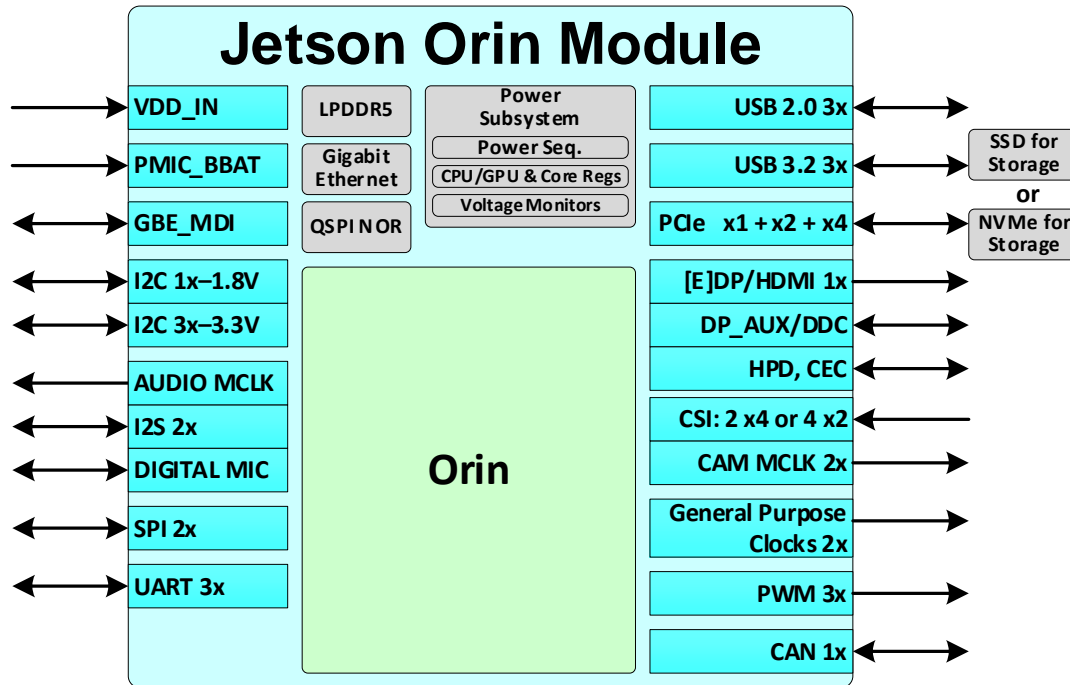 Jetson Orin Module
VDD_IN
PMIC_BBAT
GBE_MDI
I2C 1x–1.8V
I2C 3x–3.3V
AUDIO MCLK
I2S 2x
DIGITAL MIC
SPI 2x
UART 3x
LPDDR5
Gigabit
Ethernet
QSPI NOR
Power
Subsystem
Power Seq.
CPU/GPU & Core Regs
Voltage Monitors
Orin
USB 2.0 3x
USB 3.2 3x
PCIe x1 + x2 + x4
[E]DP/HDMI 1x
DP_AUX/DDC
HPD, CEC
CSI: 2 x4 or 4 x2
CAM MCLK 2x
General Purpose
Clocks 2x
PWM 3x
CAN 1x
SSD for
Storage
or
NVMe for
Storage